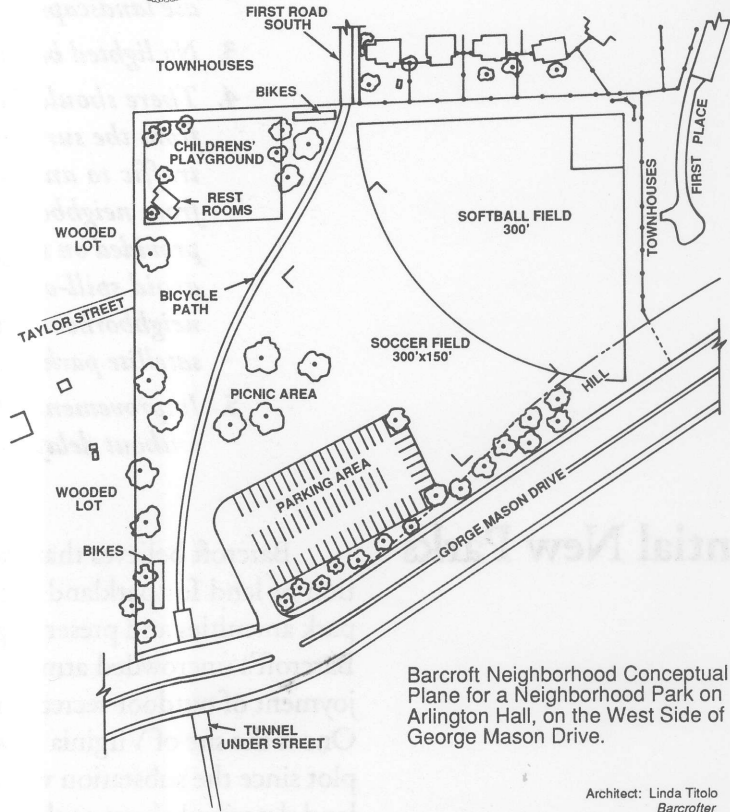 FIRST ROAD
SOUTH
TOWNHOUSES
BIKES
CHILDRENS'
PLAYGROUND
REST
ROOMS
WOODED
LOT
SOFTBALL FIELD
300'
TOWNHOUSES
FIRST PLACE
BICYCLE
PATH
TAYLOR STREET
SOCCER FIELD
300'x150'
HILL
PICNIC AREA
PARKING AREA
WOODED
LOT
GORGE MASON DRIVE
BIKES
TUNNEL
UNDER STREET
Barcroft Neighborhood Conceptual
Plane for a Neighborhood Park on
Arlington Hall, on the West Side of
George Mason Drive.
Architect: Linda Titolo
Barcrofter